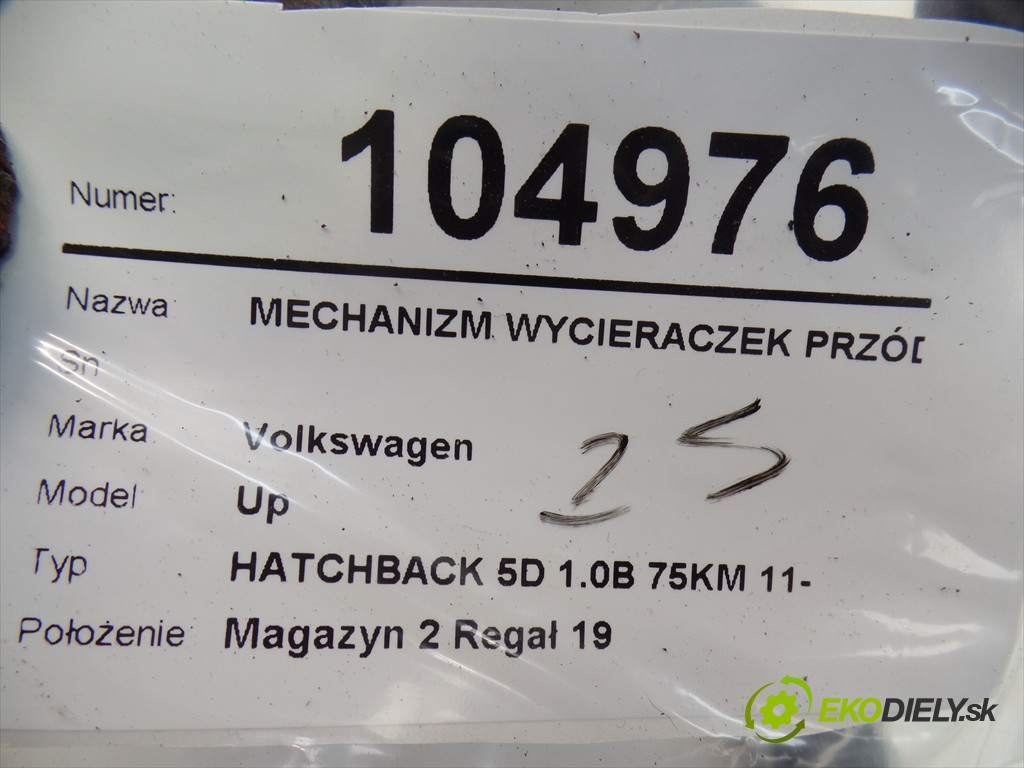 Numer: 104976
Nazwa MECHANIZM WYCIERACZEK PRZÓD
Sn
Marka Volkswagen
25
Model Up
Typ HATCHBACK 5D 1.0B 75KM 11-
Położenie Magazyn 2 Regał 19
EKODIELY.sk